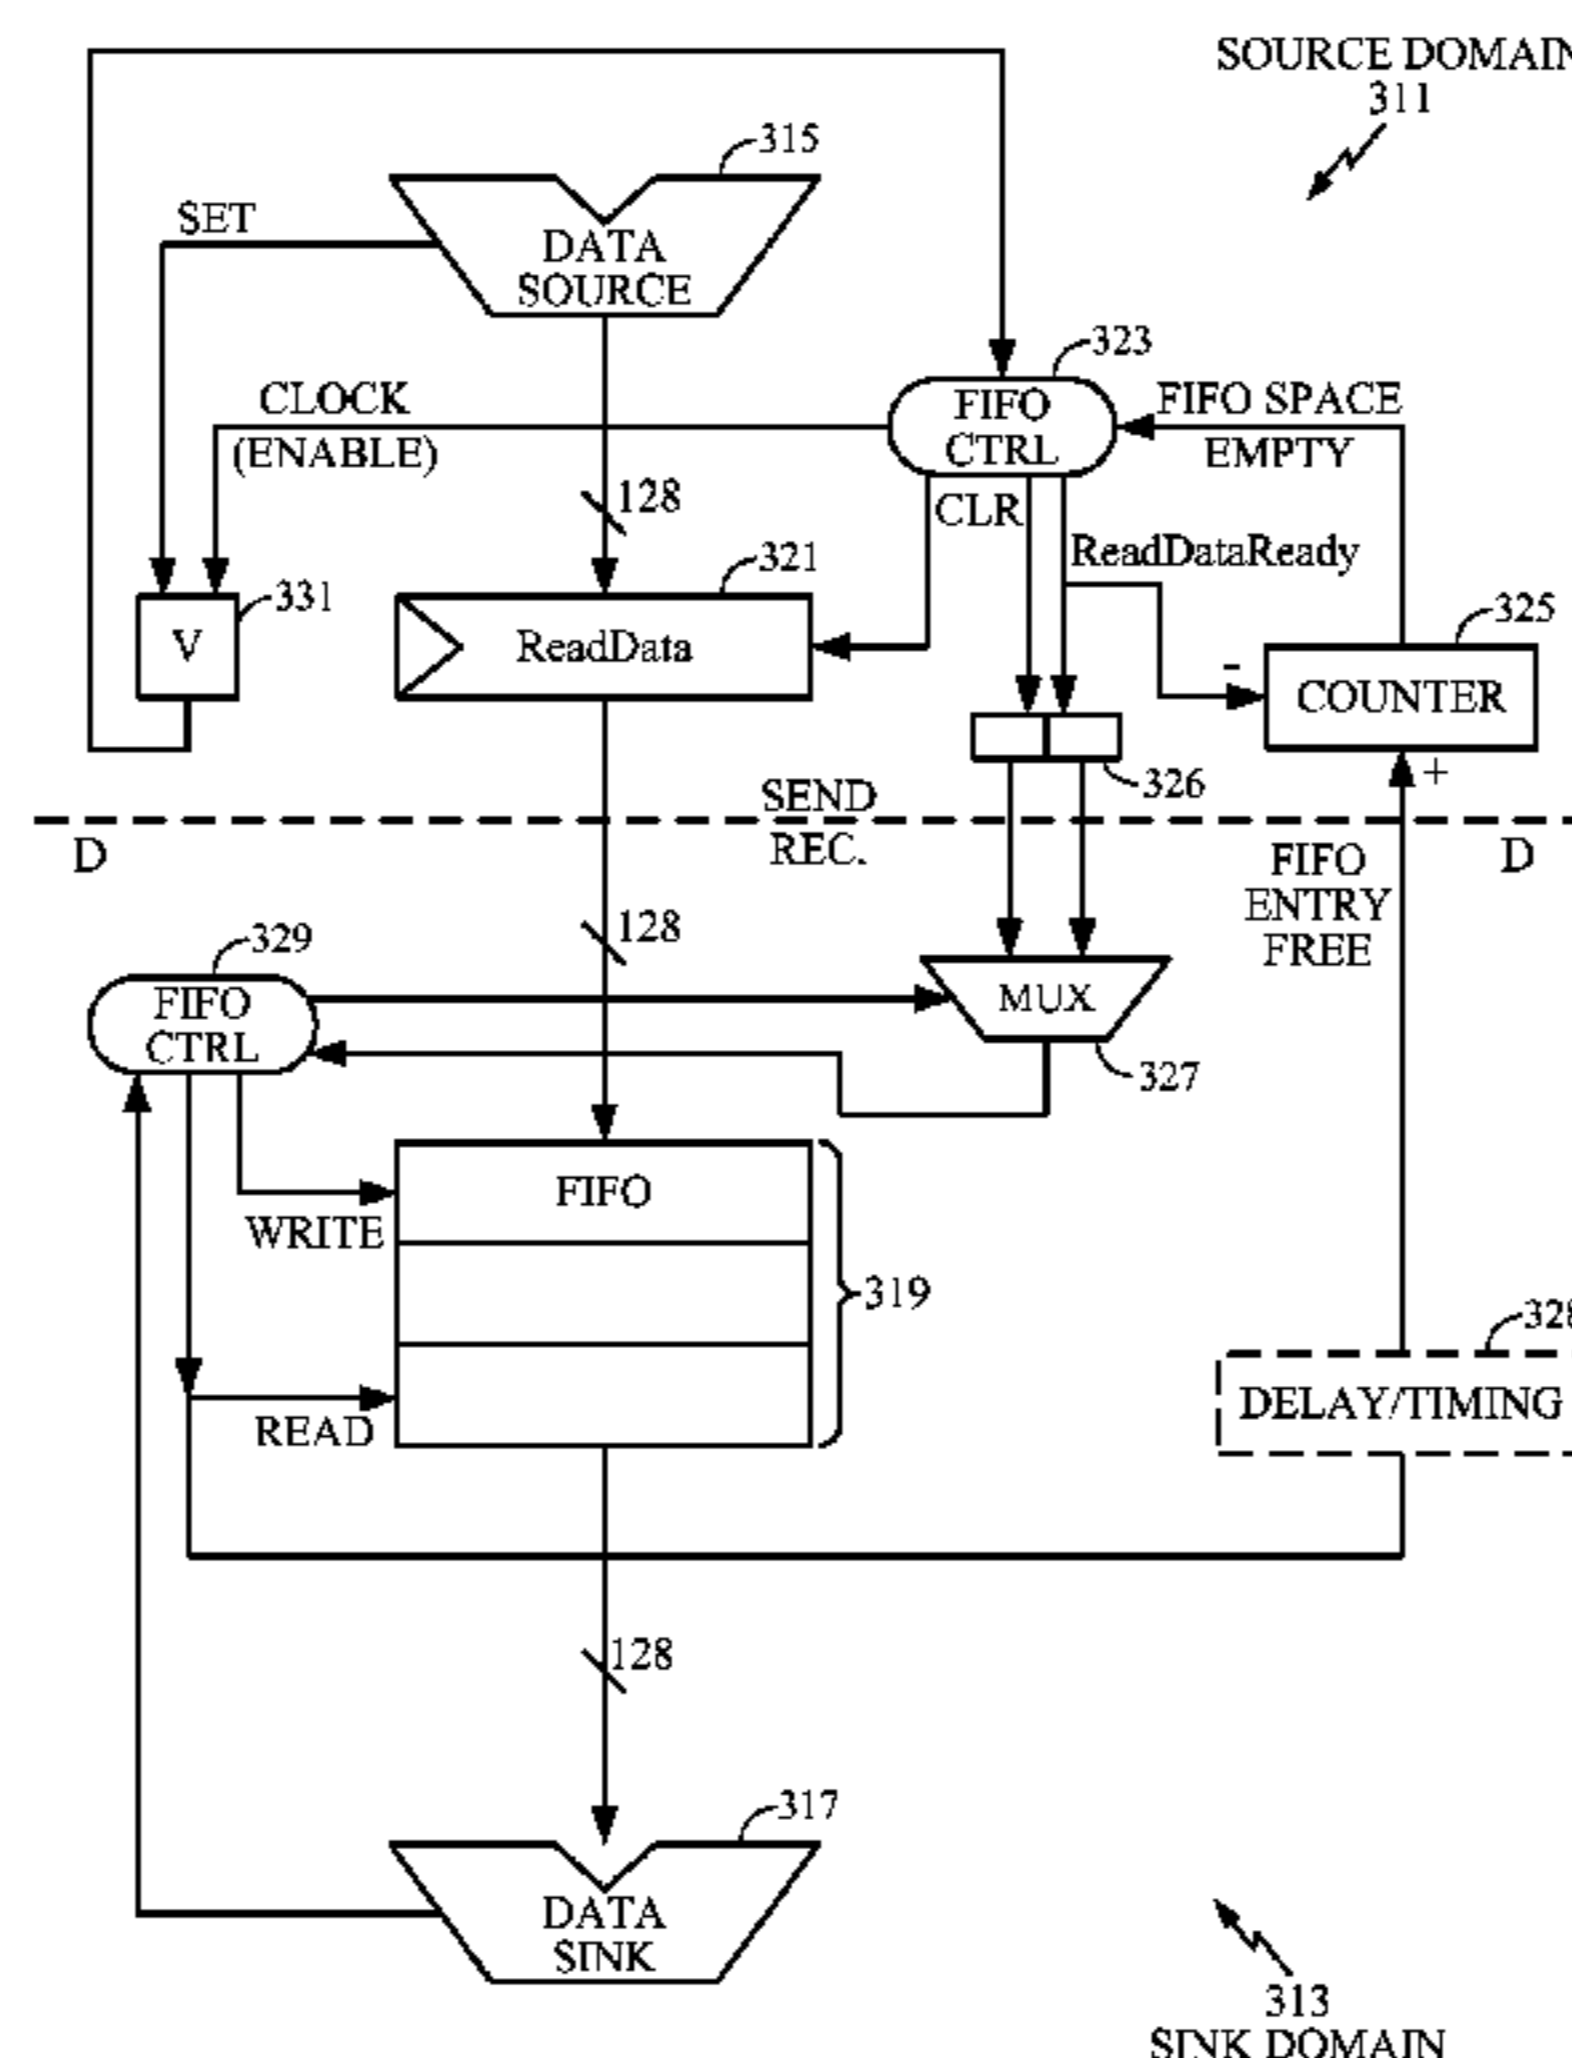 SOURCE DOMAIN
311
315
SET
DATA
SOURCE
323
CLOCK
(ENABLE)
FIFO
CTRL
FIFO SPACE
EMPTY
128
CLR
ReadDataReady
321
331
V
ReadData
325
-
COUNTER
+
326
SEND
REC.
D
D
FIFO
ENTRY
FREE
128
329
FIFO
CTRL
MUX
327
FIFO
WRITE
319
328
DELAY/TIMING
READ
128
317
DATA
SINK
313
SINK DOMAIN